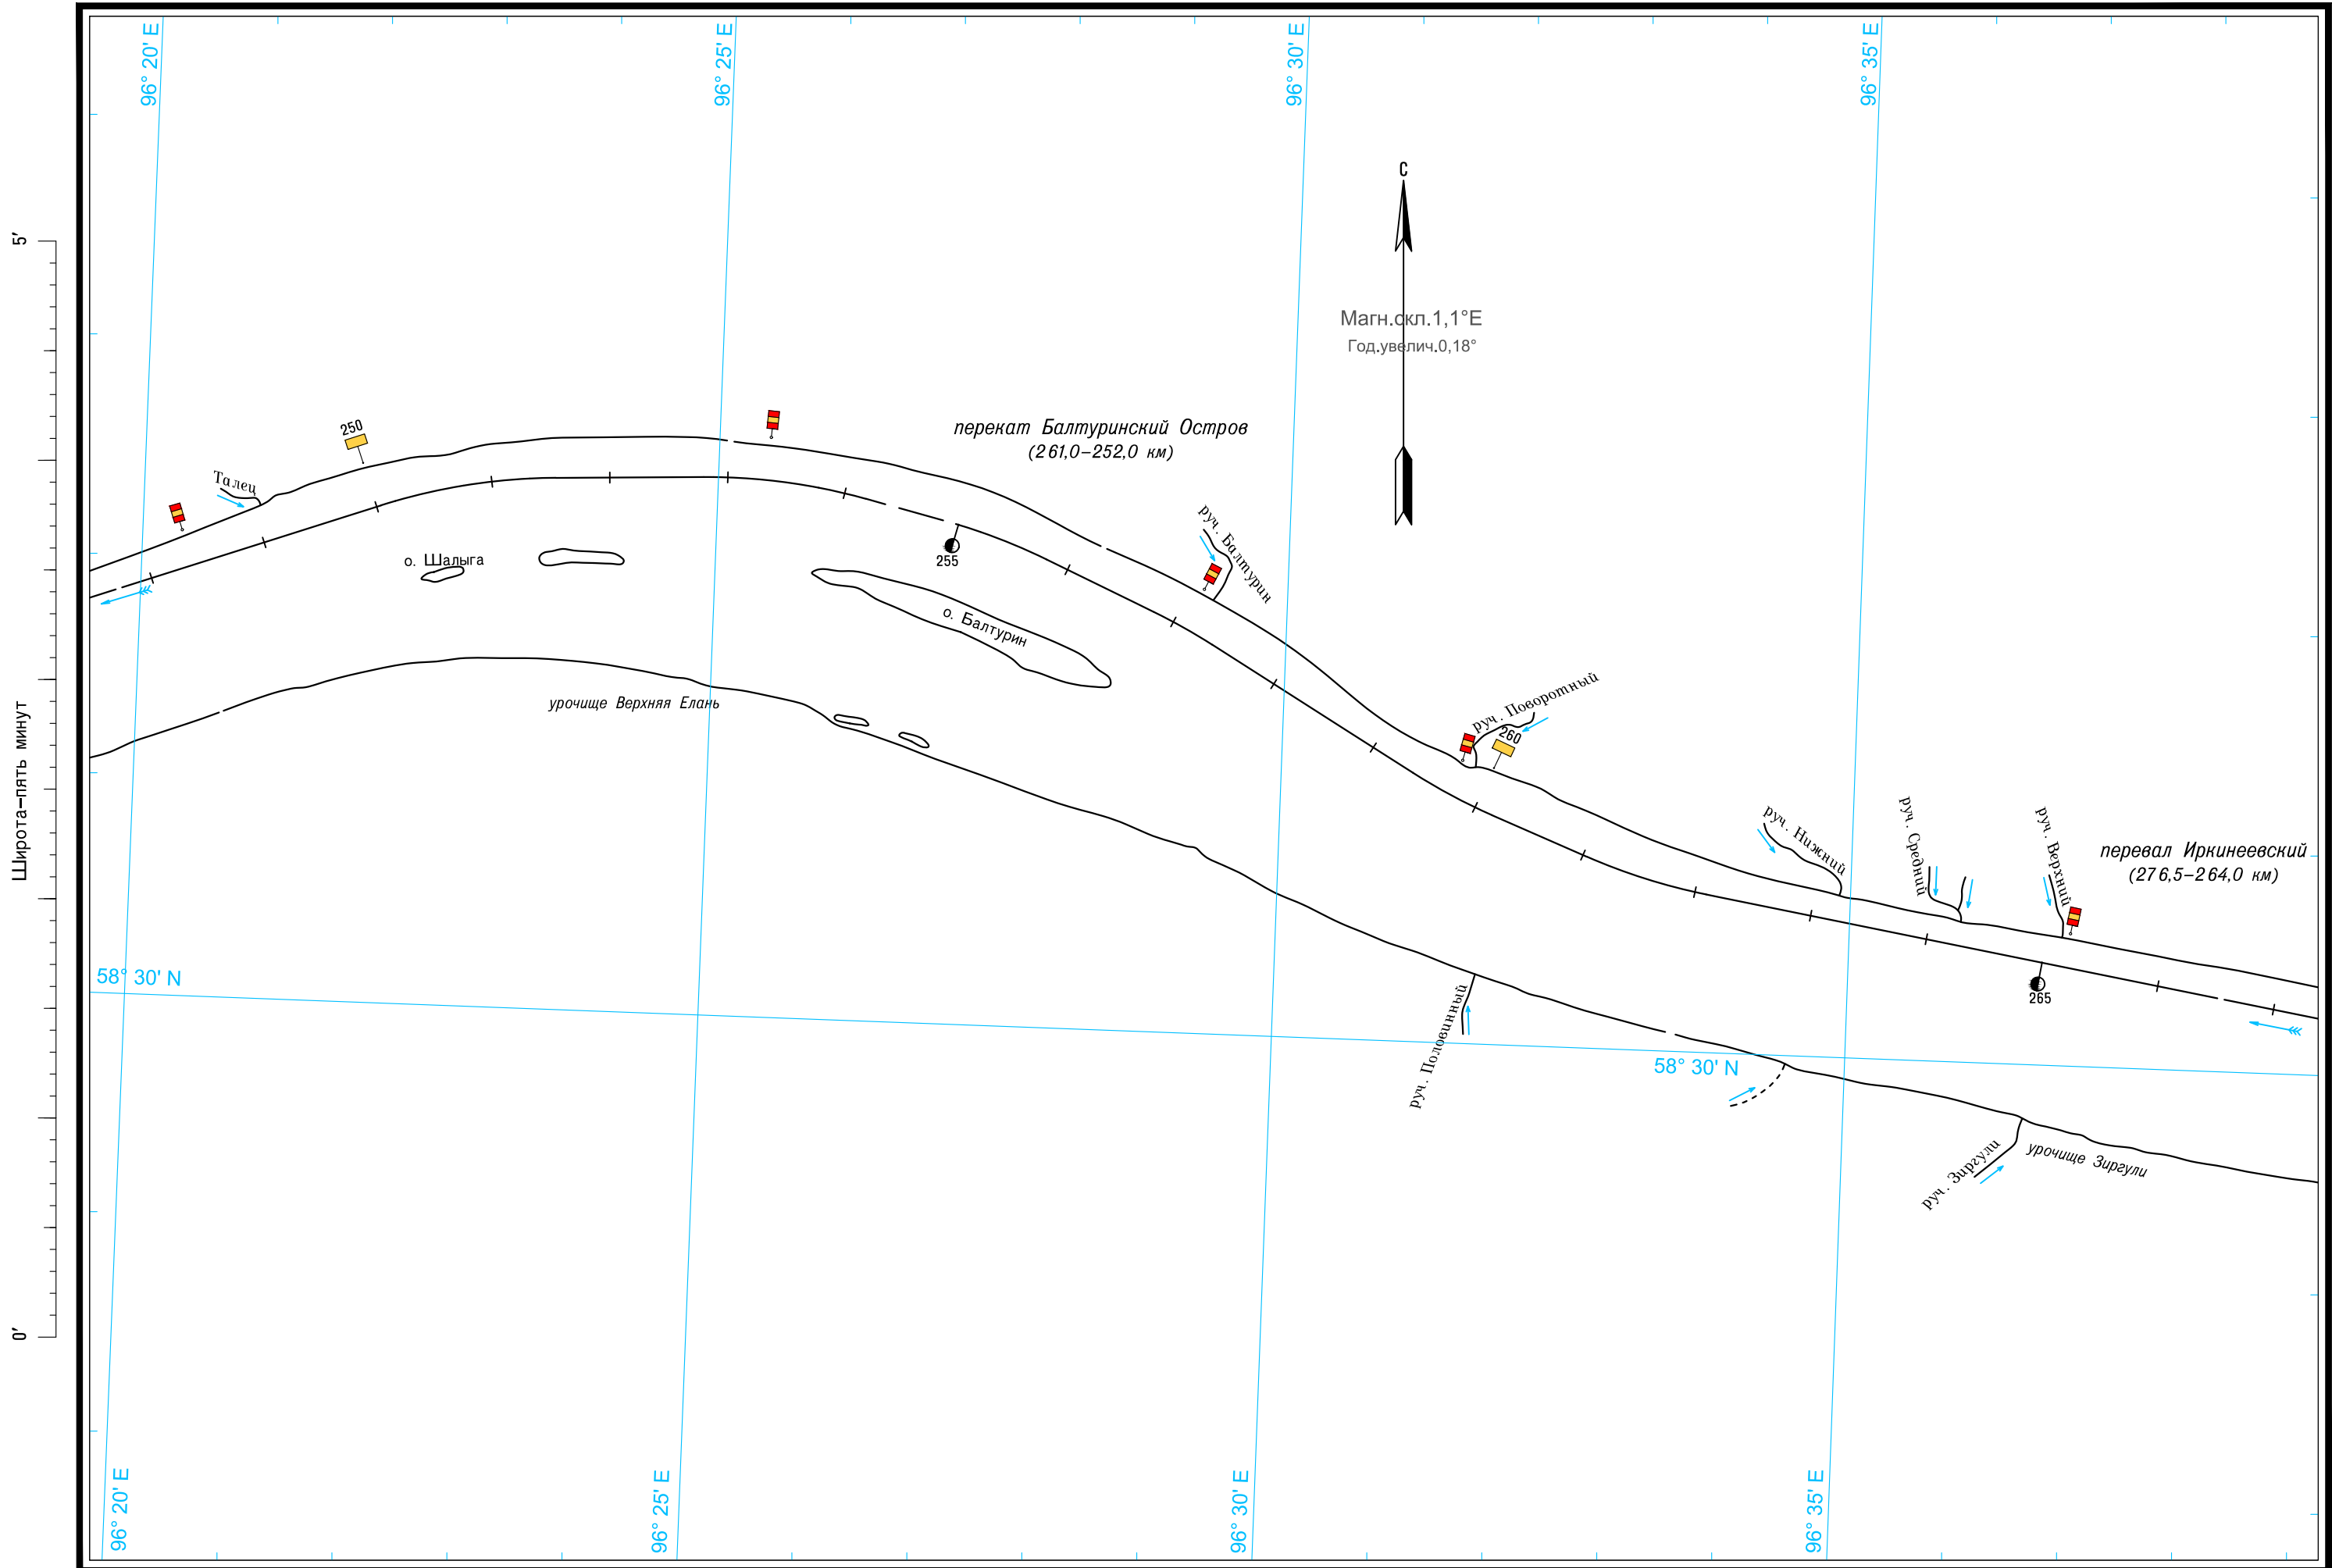 96° 20' E
96° 25' E
96° 30' E
96° 35' E
С
5'
Магн.скл.1,1°E
Год.увелич.0,18°
250
перекат Балтуринский Остров
(261,0–252,0 км)
Талец
руч. Балтурин
о. Шалыга
255
о. Балтурин
руч. Поворотный
урочище Верхняя Елань
260
Широта–пять минут
руч. Нижний
руч. Средний
руч. Верхний
перевал Иркинеевский
(276,5–264,0 км)
58° 30' N
265
руч. Половинный
58° 30' N
руч. Зиргули
урочище Зиргули
0'
96° 20' E
96° 25' E
96° 30' E
96° 35' E